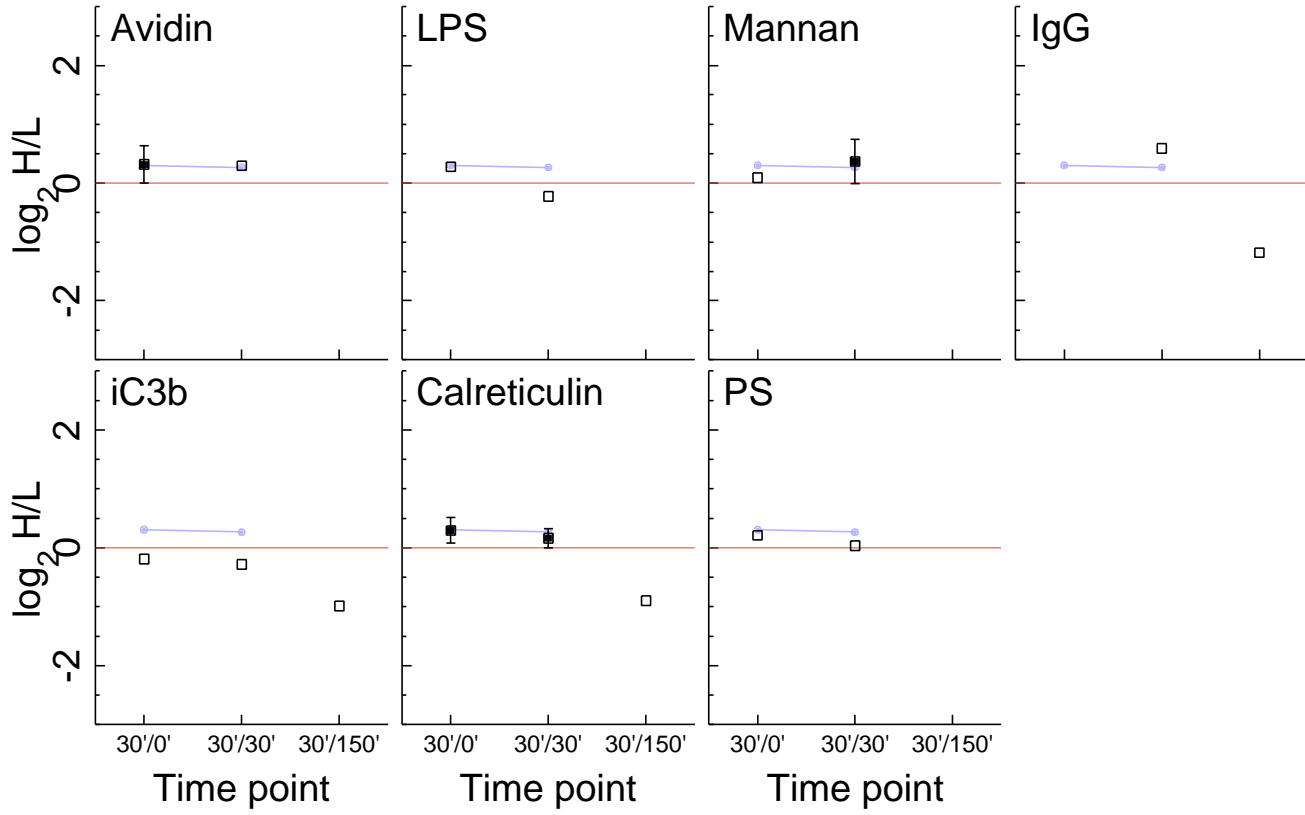 Avidin LPS Mannan IgG
2
0
-2
log2 H/L
iC3b Calreticulin PS
2
0
-2
log2 H/L
30'/0' 30'/30' 30'/150' 30'/0' 30'/30' 30'/150' 30'/0' 30'/30' 30'/150'
Time point Time point Time point